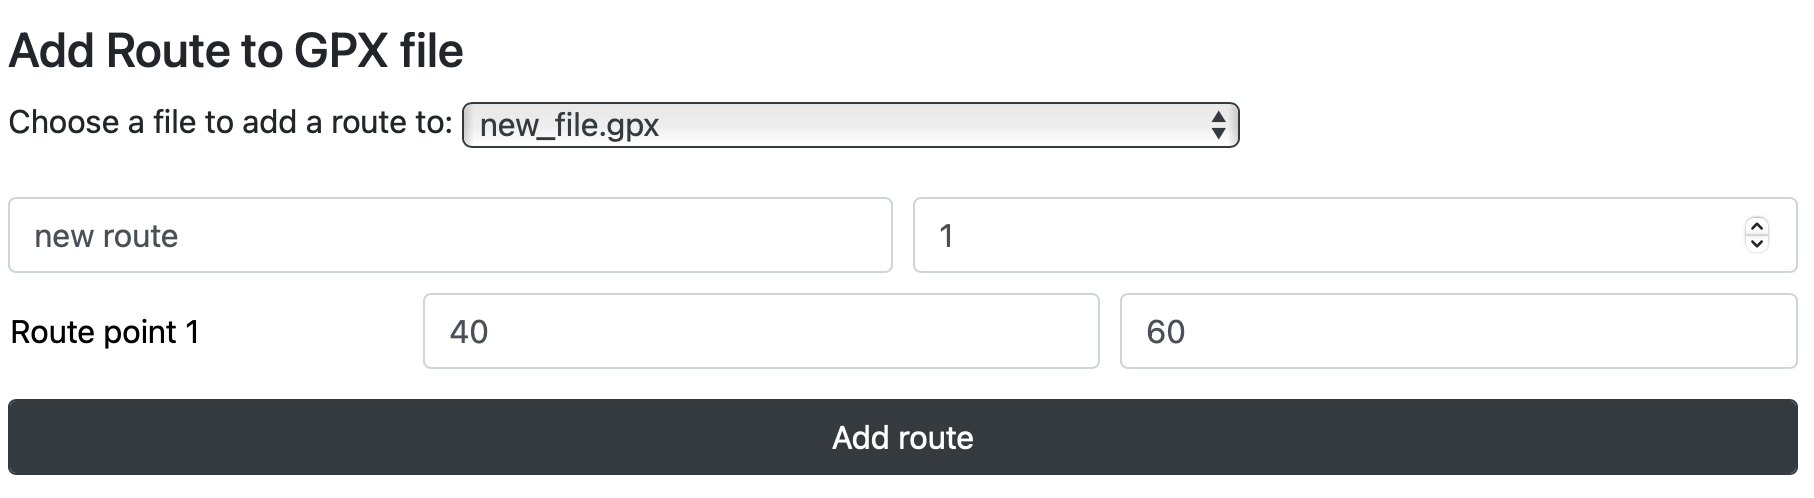 Add Route to GPX file
Choose a file to add a route to: new_file.gpx
new route 1
Route point 1 40 60
Add route